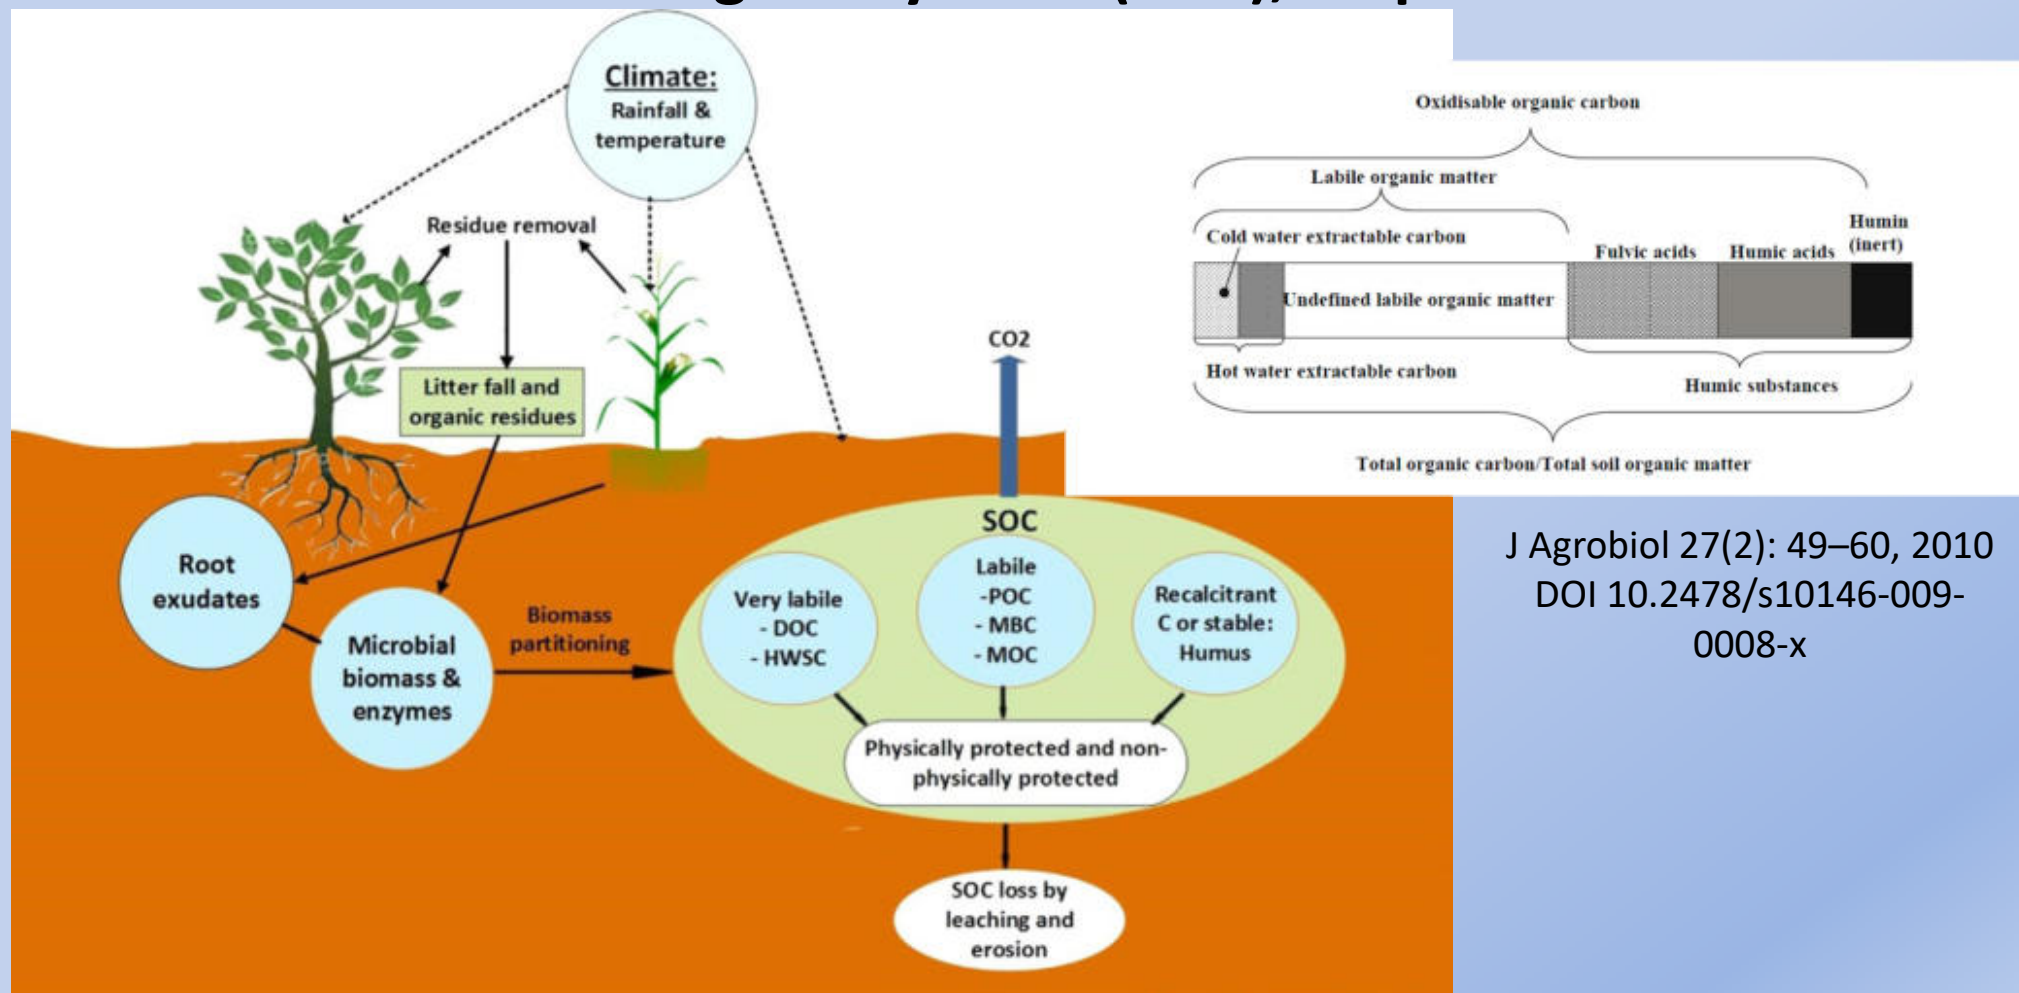 Climate:
Rainfall &
temperature
Residue removal
Litter fall and
organic residues
CO2
Root
exudates
Microbial
biomass &
enzymes
Biomass
partitioning
SOC
Very labile
- DOC
- HWSC
Labile
-POC
- MBC
- MOC
Recalcitrant
C or stable:
Humus
Physically protected and non-
physically protected
SOC loss by
leaching and
erosion
Oxidisable organic carbon
Labile organic matter
Cold water extractable carbon
Fulvic acids
Humic acids
Humin
(inert)
Undefined labile organic matter
Hot water extractable carbon
Humic substances
Total organic carbon/Total soil organic matter
J Agrobiol 27(2): 49–60, 2010
DOI 10.2478/s10146-009-
0008-x